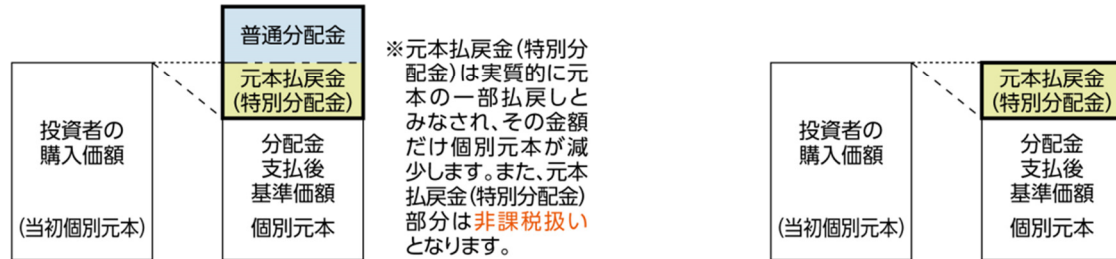 普通分配金
元本払戻金
(特別分配金)
投資者の
購入価額
(当初個別元本)
分配金
支払後
基準価額
個別元本
※元本払戻金(特別分
配金)は実質的に元
本の一部払戻しと
みなされ、その金額
だけ個別元本が減
少します。また、元本
払戻金(特別分配金)
部分は非課税扱い
となります。
投資者の
購入価額
(当初個別元本)
元本払戻金
(特別分配金)
分配金
支払後
基準価額
個別元本